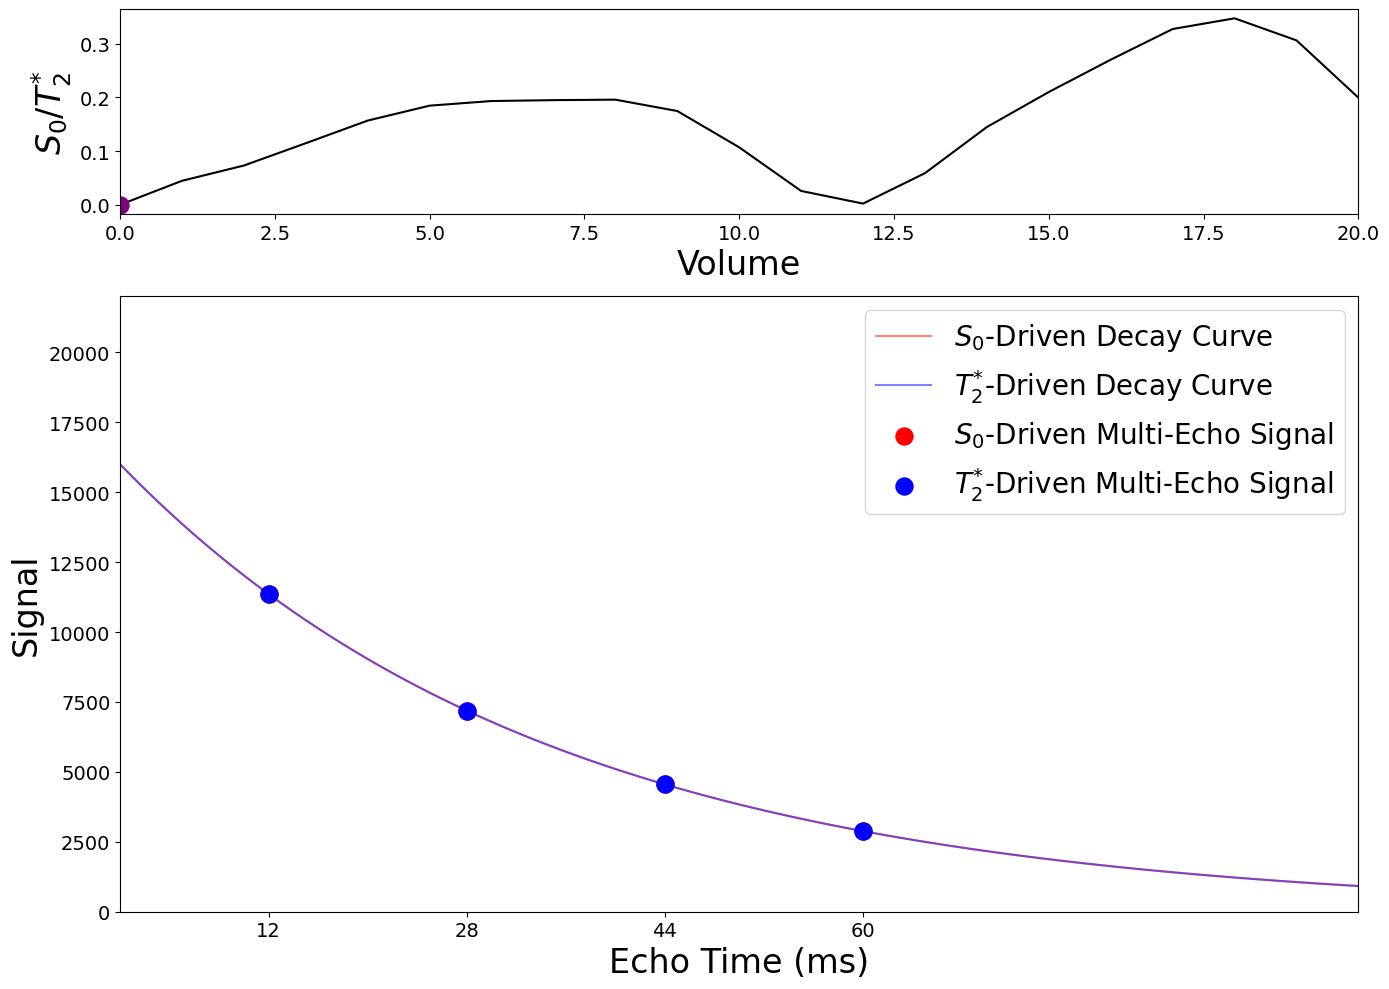 S₀/T₂*
0.3
0.2
0.1
0.0
0.0 2.5 5.0 7.5 10.0 12.5 15.0 17.5 20.0
Volume
S₀-Driven Decay Curve
T₂*-Driven Decay Curve
S₀-Driven Multi-Echo Signal
T₂*-Driven Multi-Echo Signal
Signal
20000
17500
15000
12500
10000
7500
5000
2500
0
12 28 44 60
Echo Time (ms)